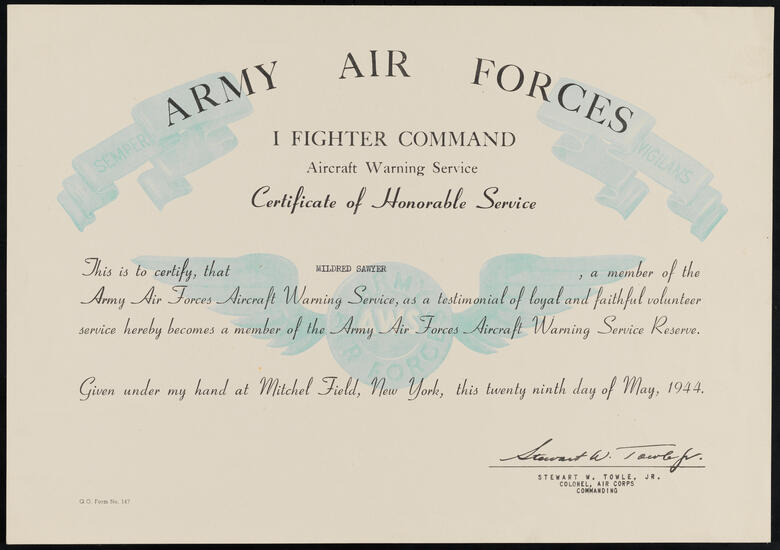 ARMY AIR FORCES
SEMPER
VIGILANS
I FIGHTER COMMAND
Aircraft Warning Service
Certificate of Honorable Service
This is to certify, that MILDRED SAWYER , a member of the
Army Air Forces Aircraft Warning Service, as a testimonial of loyal and faithful volunteer
service hereby becomes a member of the Army Air Forces Aircraft Warning Service Reserve.
ARMY
AWS
AIR FORCES
Given under my hand at Mitchel Field, New York, this twenty ninth day of May, 1944.
Stewart W. Towle Jr.
STEWART W. TOWLE, JR.
COLONEL, AIR CORPS
COMMANDING
G.O. Form No. 147